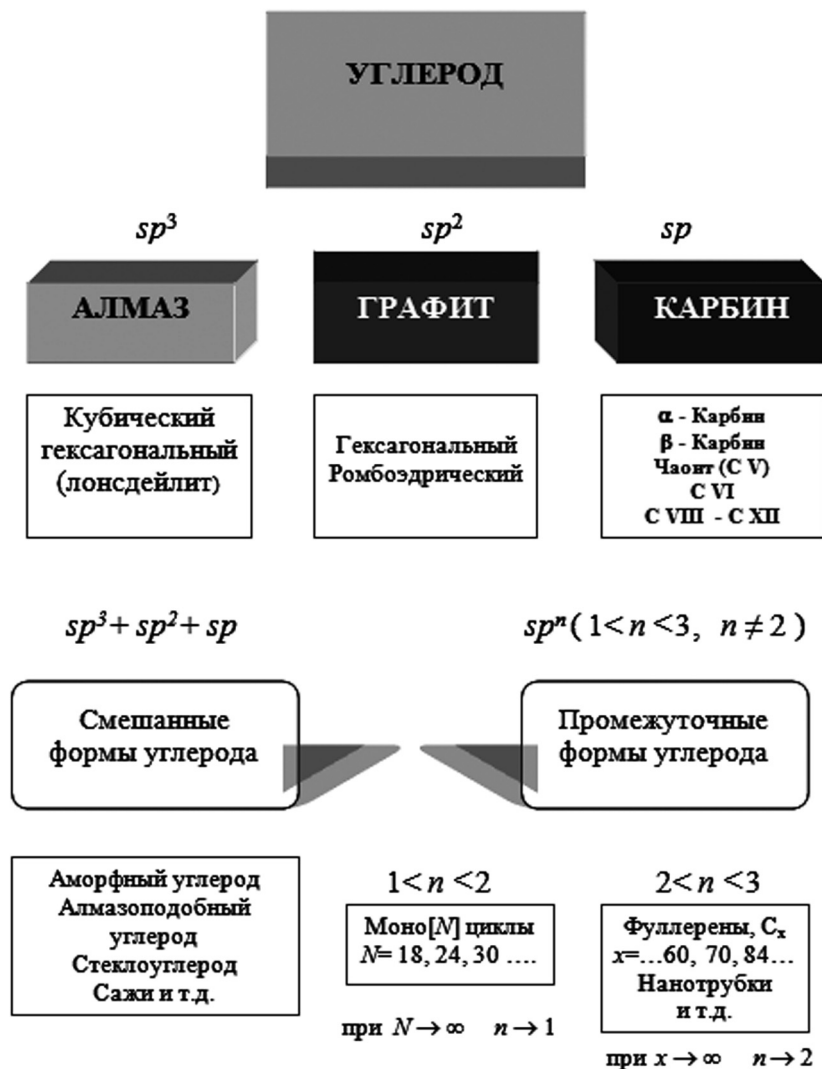 УГЛЕРОД
sp³
sp²
sp
АЛМАЗ
ГРАФИТ
КАРБИН
Кубический
гексагональный
(лонсдейлит)
Гексагональный
Ромбоэдрический
α - Карбин
β - Карбин
Чаоит (C V)
C VI
C VIII - C XII
sp³+ sp²+ sp
spⁿ( 1< n <3, n ≠ 2 )
Смешанные
формы углерода
Промежуточные
формы углерода
Аморфный углерод
Алмазоподобный
углерод
Стеклоуглерод
Сажи и т.д.
1< n <2
Моно[N] циклы
N= 18, 24, 30 ....
при N → ∞ n → 1
2< n <3
Фуллерены, Cₓ
x=...60, 70, 84...
Нанотрубки
и т.д.
при x → ∞ n → 2